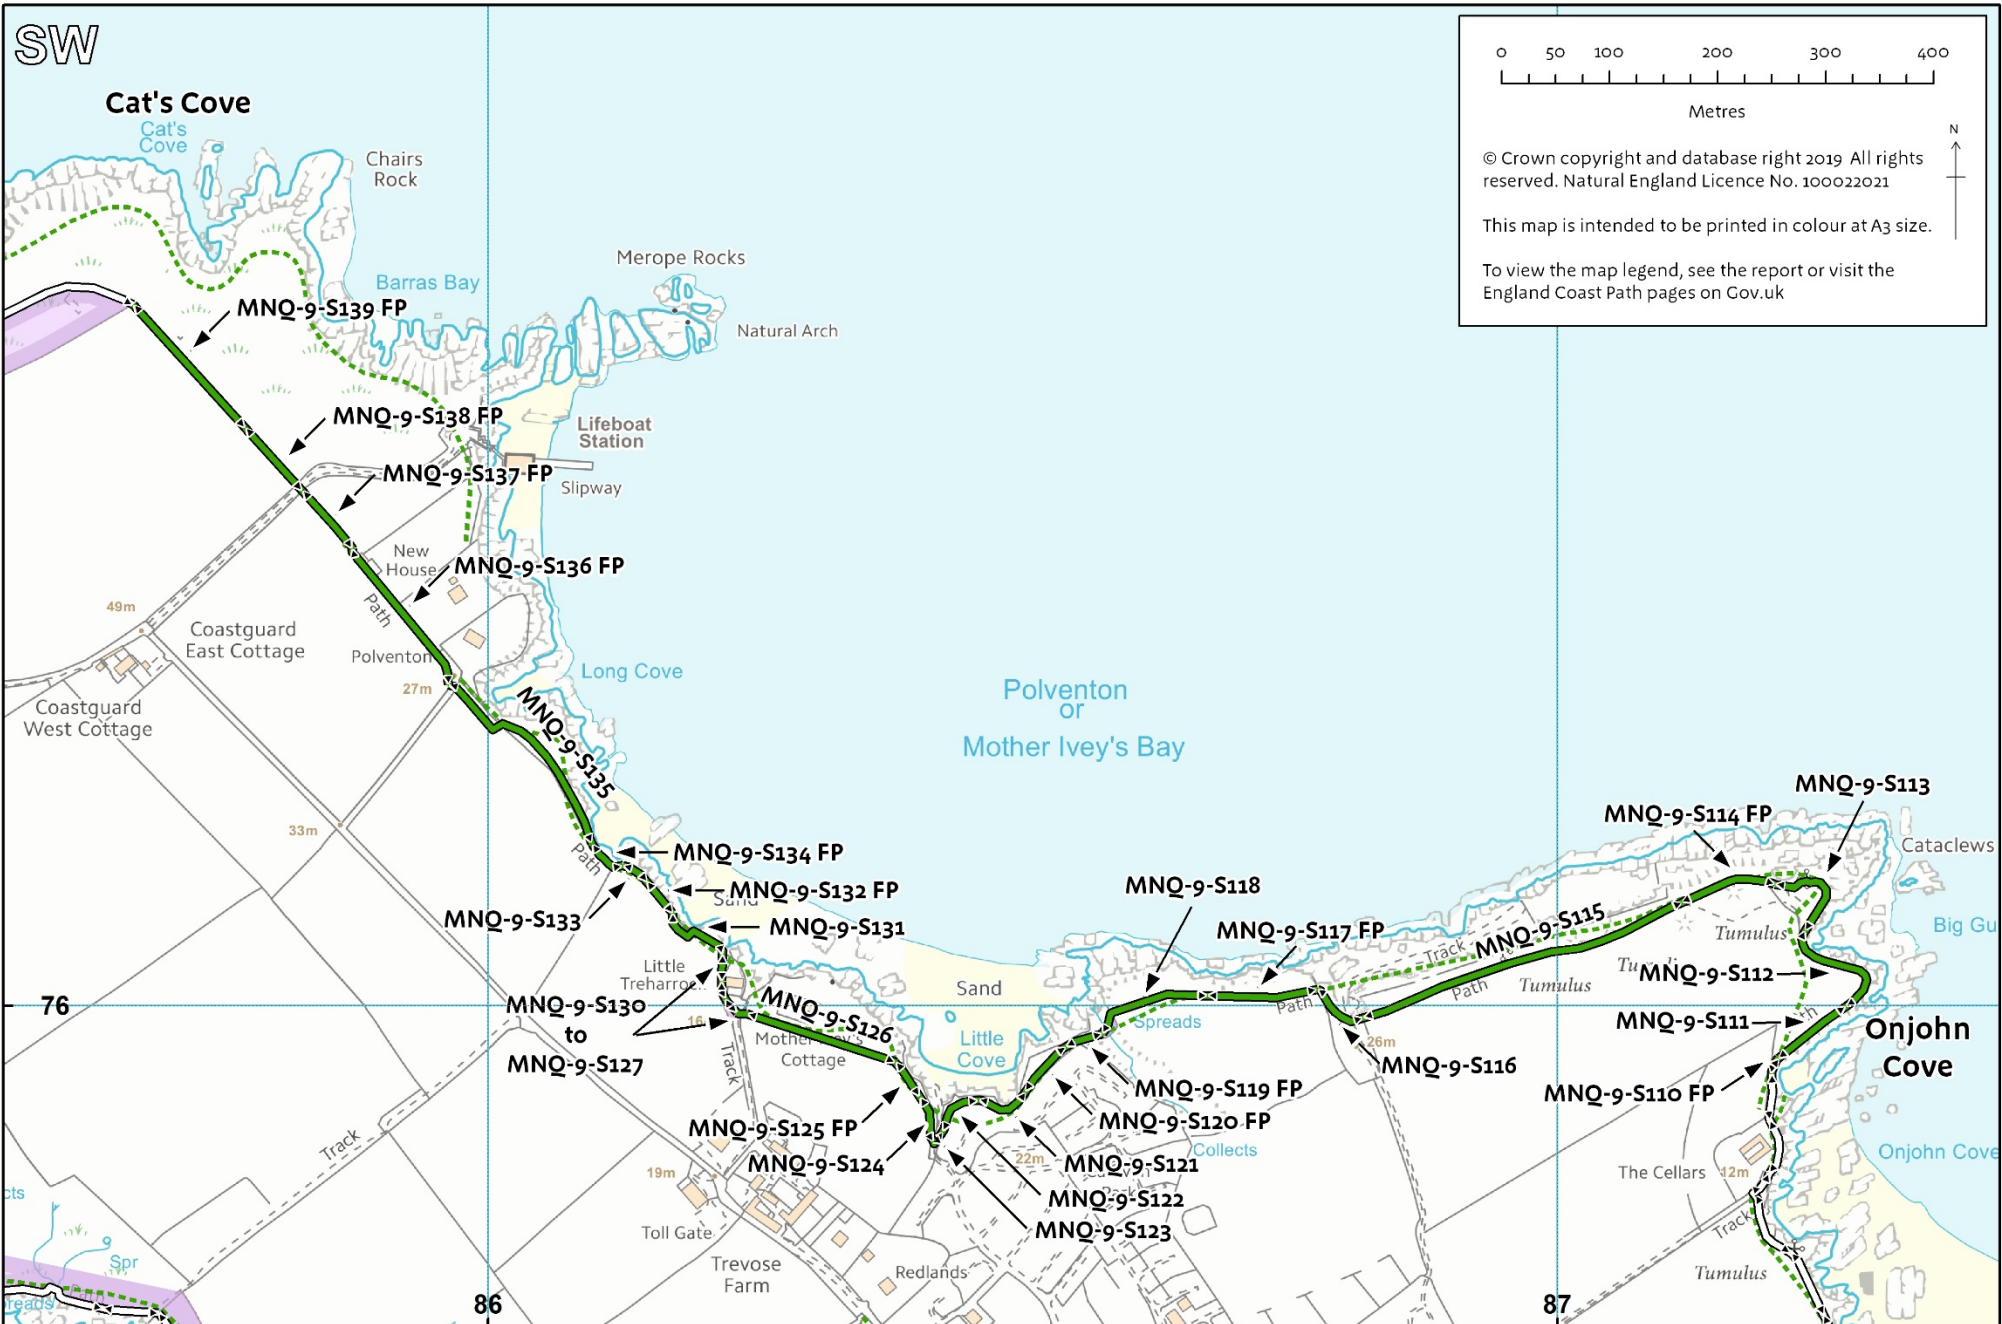 SW
Cat's Cove
Cat's
Cove
Chairs
Rock
Barras Bay
Merope Rocks
Natural Arch
0 50 100 200 300 400
Metres
N
© Crown copyright and database right 2019 All rights
reserved. Natural England Licence No. 100022021
This map is intended to be printed in colour at A3 size.
To view the map legend, see the report or visit the
England Coast Path pages on Gov.uk
MNQ-9-S139 FP
MNQ-9-S138 FP
Lifeboat
Station
MNQ-9-S137 FP
Slipway
New
House
MNQ-9-S136 FP
Path
49m
Coastguard
East Cottage
Polventon
27m
Long Cove
Coastguard
West Cottage
Polventon
or
Mother Ivey's Bay
MNQ-9-S135
33m
Path
MNQ-9-S134 FP
MNQ-9-S132 FP
Sand
MNQ-9-S133
MNQ-9-S131
MNQ-9-S118
MNQ-9-S117 FP
MNQ-9-S113
MNQ-9-S114 FP
Cataclews
Big Gu
MNQ-9-S115
Track
Path
Tumulus
Tumulus
MNQ-9-S112
MNQ-9-S111
Onjohn
Cove
MNQ-9-S110 FP
Little
76
MNQ-9-S130
to
MNQ-9-S127
16
MNQ-9-S126
Cottage
Track
Sand
Little
Cove
Spreads
Path
26m
MNQ-9-S116
MNQ-9-S119 FP
MNQ-9-S120 FP
Collects
MNQ-9-S125 FP
MNQ-9-S124
22m
MNQ-9-S121
MNQ-9-S122
MNQ-9-S123
Track
19m
Toll Gate
Trevose
Farm
Redlands
The Cellars
12m
Onjohn Cove
Track
Tumulus
cts
Spr
reads
86
87